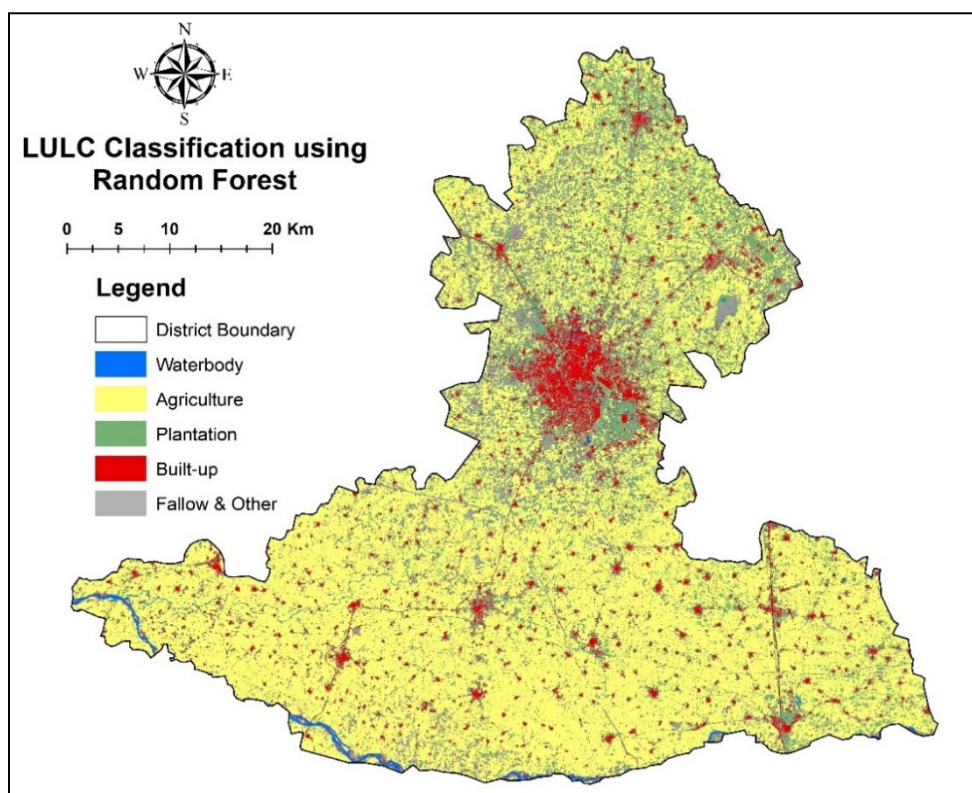 N
W E
S
LULC Classification using
Random Forest
0 5 10 20 Km
Legend
District Boundary
Waterbody
Agriculture
Plantation
Built-up
Fallow & Other